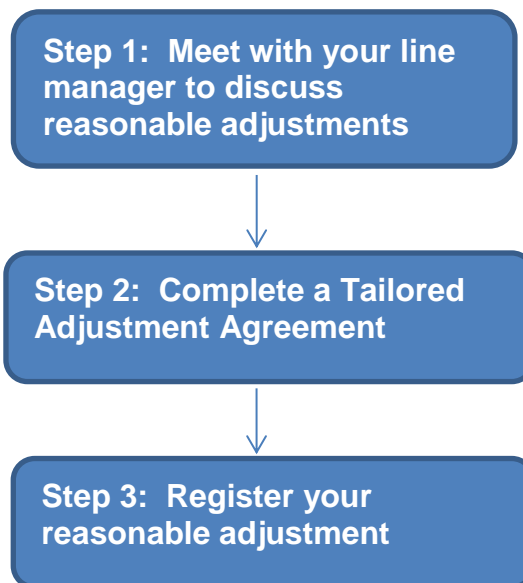 Step 1:  Meet with your line
manager to discuss
reasonable adjustments
Step 2:  Complete a Tailored
Adjustment Agreement
Step 3:  Register your
reasonable adjustment